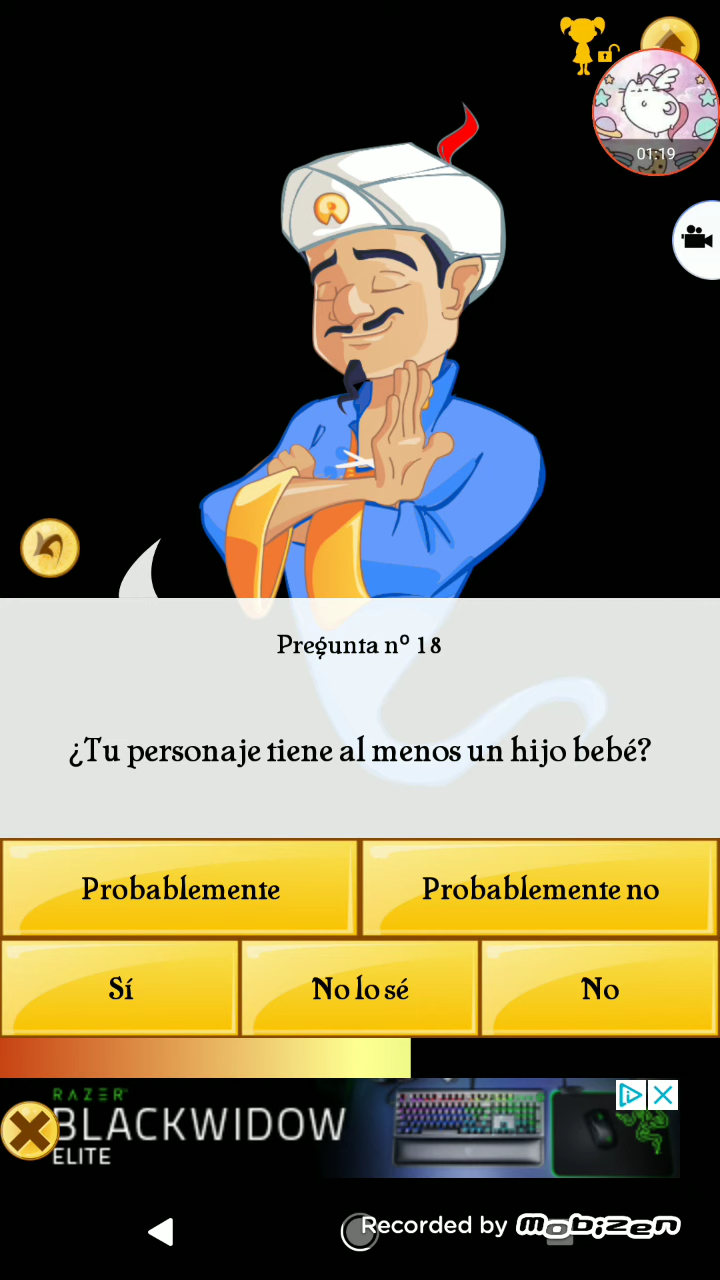 01:19
Pregunta nº 18
¿Tu personaje tiene al menos un hijo bebé?
Probablemente
Probablemente no
Sí
No lo sé
No
RAZER
BLACKWIDOW
ELITE
Recorded by mobizen